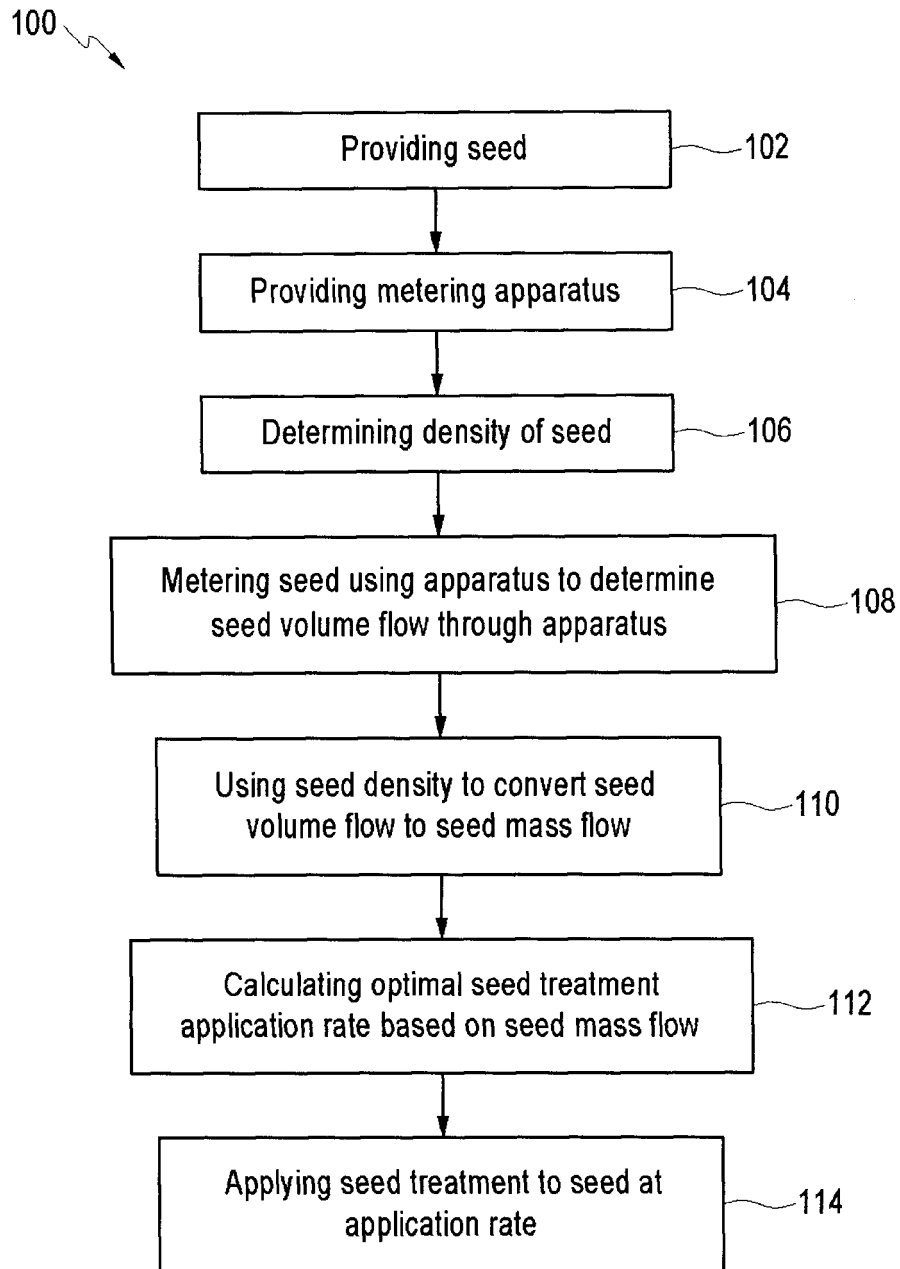 100
Providing seed
102
Providing metering apparatus
104
Determining density of seed
106
Metering seed using apparatus to determine
seed volume flow through apparatus
108
Using seed density to convert seed
volume flow to seed mass flow
110
Calculating optimal seed treatment
application rate based on seed mass flow
112
Applying seed treatment to seed at
application rate
114